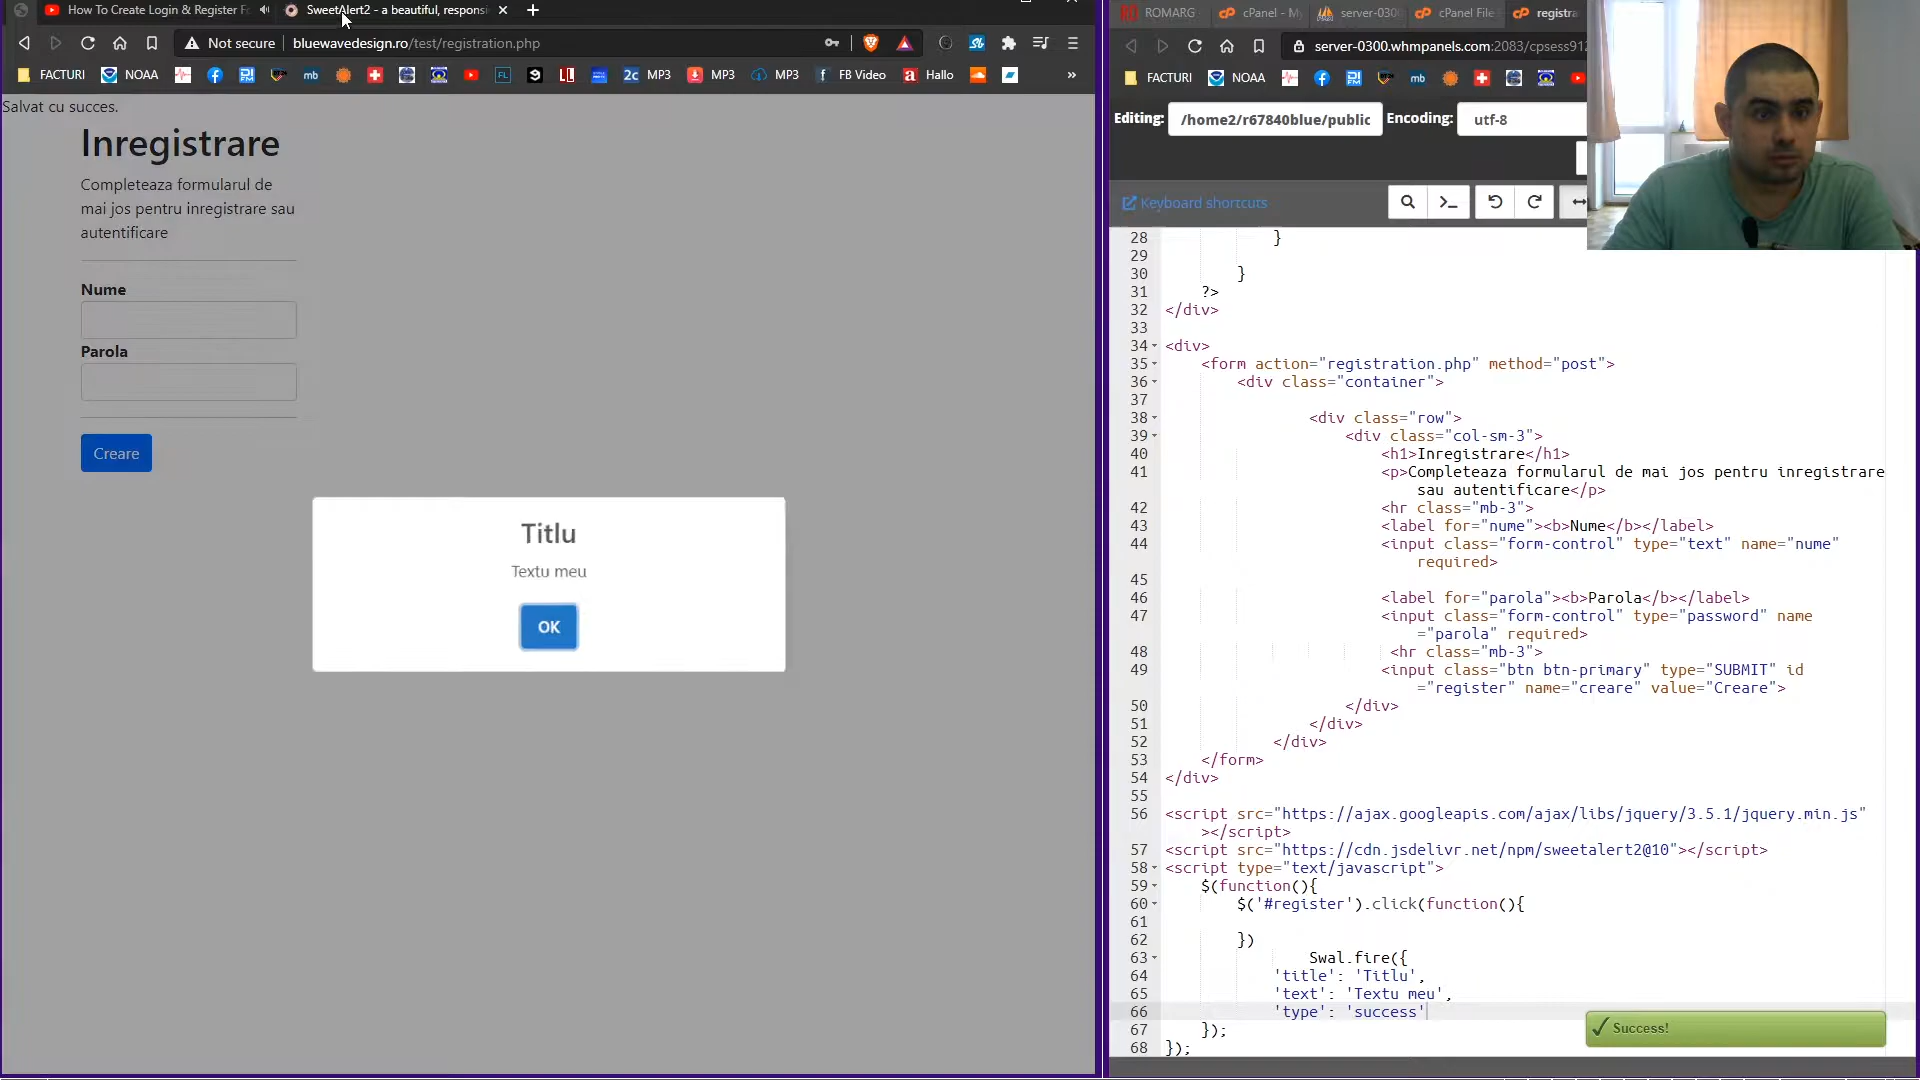 How To Create Login & Register F
SweetAlert2 - a beautiful, respons
Not secure
bluewavedesign.ro/test/registration.php
FACTURI
NOAA
mb
FL
2c MP3
MP3
MP3
FB Video
Hallo
»
Salvat cu succes.
Inregistrare
Completeaza formularul de
mai jos pentru inregistrare sau
autentificare
Nume
Parola
Creare
Titlu
Textu meu
OK
ROMARG
cPanel - M
server-030
cPanel File
registra
server-0300.whmpanels.com:2083/cpsess912
FACTURI
NOAA
mb
Editing:
/home2/r67840blue/public
Encoding:
utf-8
Keyboard shortcuts
28 }
29
30 }
31 ?>
32 </div>
33
34 <div>
35 <form action="registration.php" method="post">
36 <div class="container">
37
38 <div class="row">
39 <div class="col-sm-3">
40 <h1>Inregistrare</h1>
41 <p>Completeaza formularul de mai jos pentru inregistrare
sau autentificare</p>
42 <hr class="mb-3">
43 <label for="nume"><b>Nume</b></label>
44 <input class="form-control" type="text" name="nume"
required>
45
46 <label for="parola"><b>Parola</b></label>
47 <input class="form-control" type="password" name
="parola" required>
48 <hr class="mb-3">
49 <input class="btn btn-primary" type="SUBMIT" id
="register" name="creare" value="Creare">
50 </div>
51 </div>
52 </div>
53 </form>
54 </div>
55
56 <script src="https://ajax.googleapis.com/ajax/libs/jquery/3.5.1/jquery.min.js"
></script>
57 <script src="https://cdn.jsdelivr.net/npm/sweetalert2@10"></script>
58 <script type="text/javascript">
59 $(function(){
60 $('#register').click(function(){
61
62 })
63 Swal.fire({
64 'title': 'Titlu',
65 'text': 'Textu meu',
66 'type': 'success'
67 });
68 });
Success!